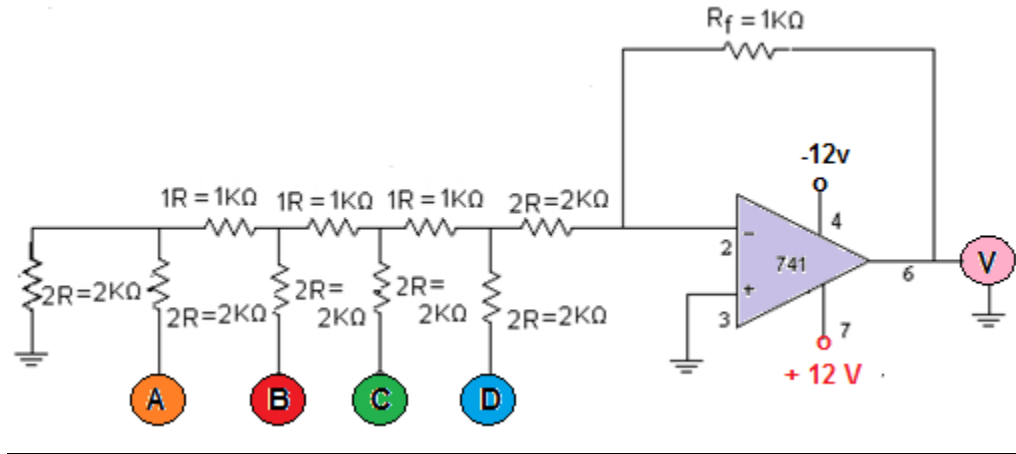 Rf = 1KΩ
-12v
4
1R = 1KΩ
1R = 1KΩ
1R = 1KΩ
2R=2KΩ
2
−
741
6
V
2R=2KΩ
2R=2KΩ
2R=
2KΩ
2R=
2KΩ
2R=2KΩ
+
3
7
+ 12 V
A
B
C
D